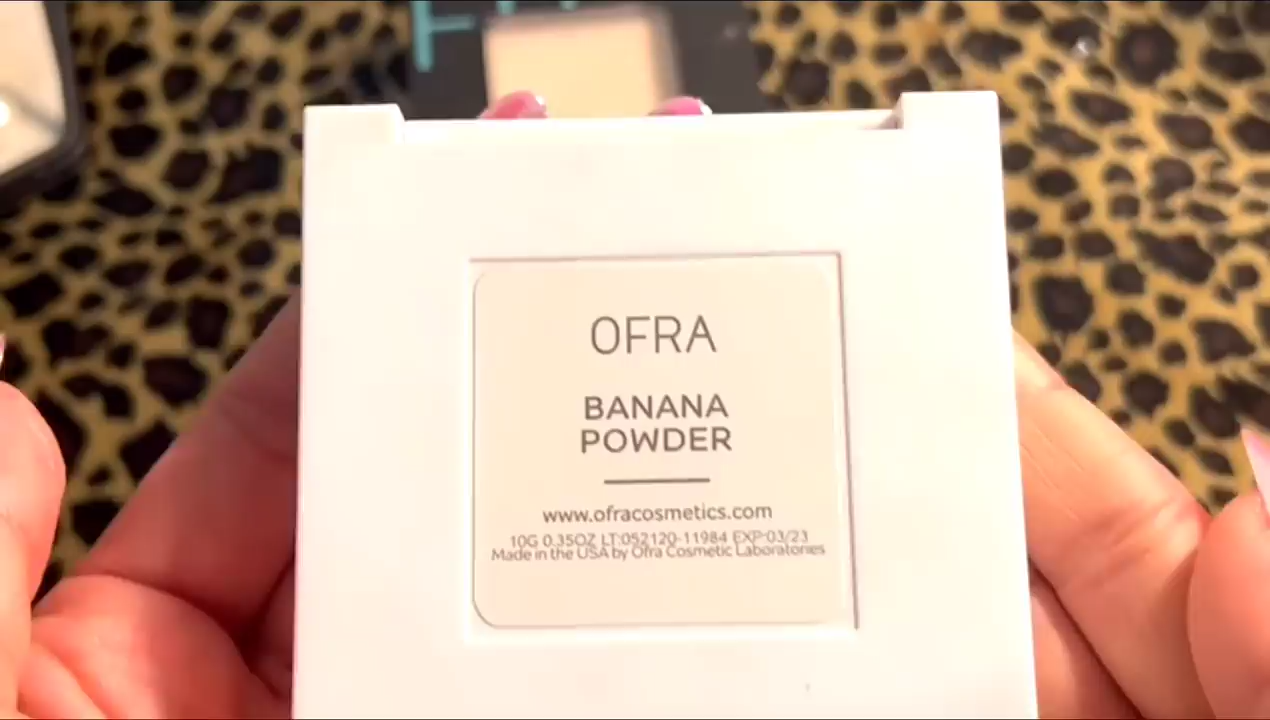 OFRA
BANANA
POWDER
www.ofracosmetics.com
10G 0.35OZ LT:052120-11984 EXP:03/23
Made in the USA by Ofra Cosmetic Laboratories